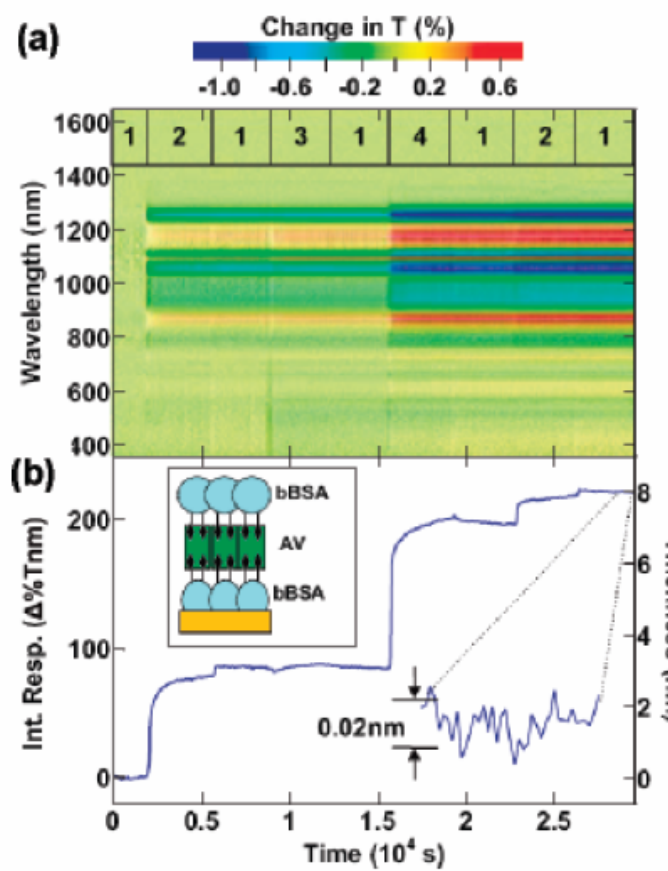 (a)
Change in T (%)
-1.0 -0.6 -0.2 0.2 0.6
1 2 1 3 1 4 1 2 1
1600
1400
1200
1000
800
600
400
Wavelength (nm)
(b)
bBSA
AV
bBSA
200
100
0
Int. Resp. (Δ%Tnm)
8
6
4
2
0
0.02nm
0 0.5 1 1.5 2 2.5
Time (10⁴ s)